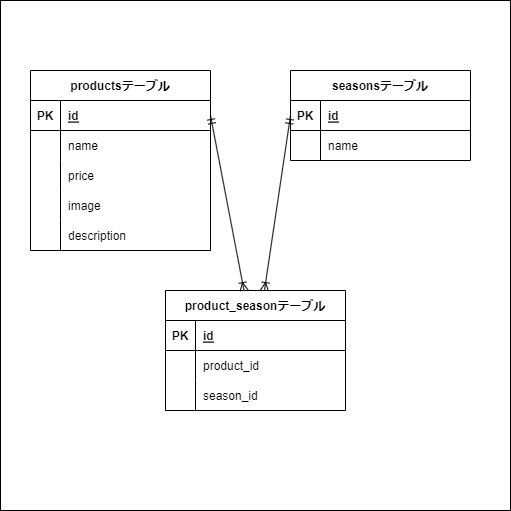 productsテーブル
PK id
name
price
image
description
seasonsテーブル
PK id
name
product_seasonテーブル
PK id
product_id
season_id